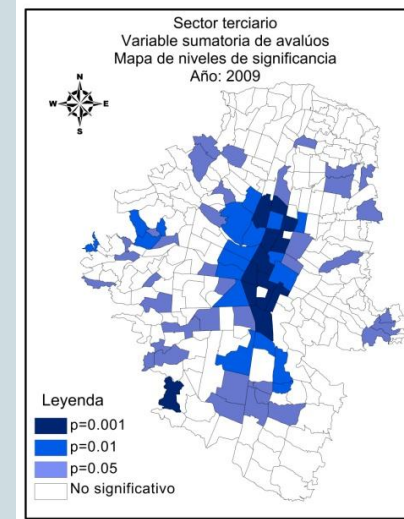 Sector terciario
Variable sumatoria de avalúos
Mapa de niveles de significancia
Año: 2009
N
W E
S
Leyenda
p=0.001
p=0.01
p=0.05
No significativo